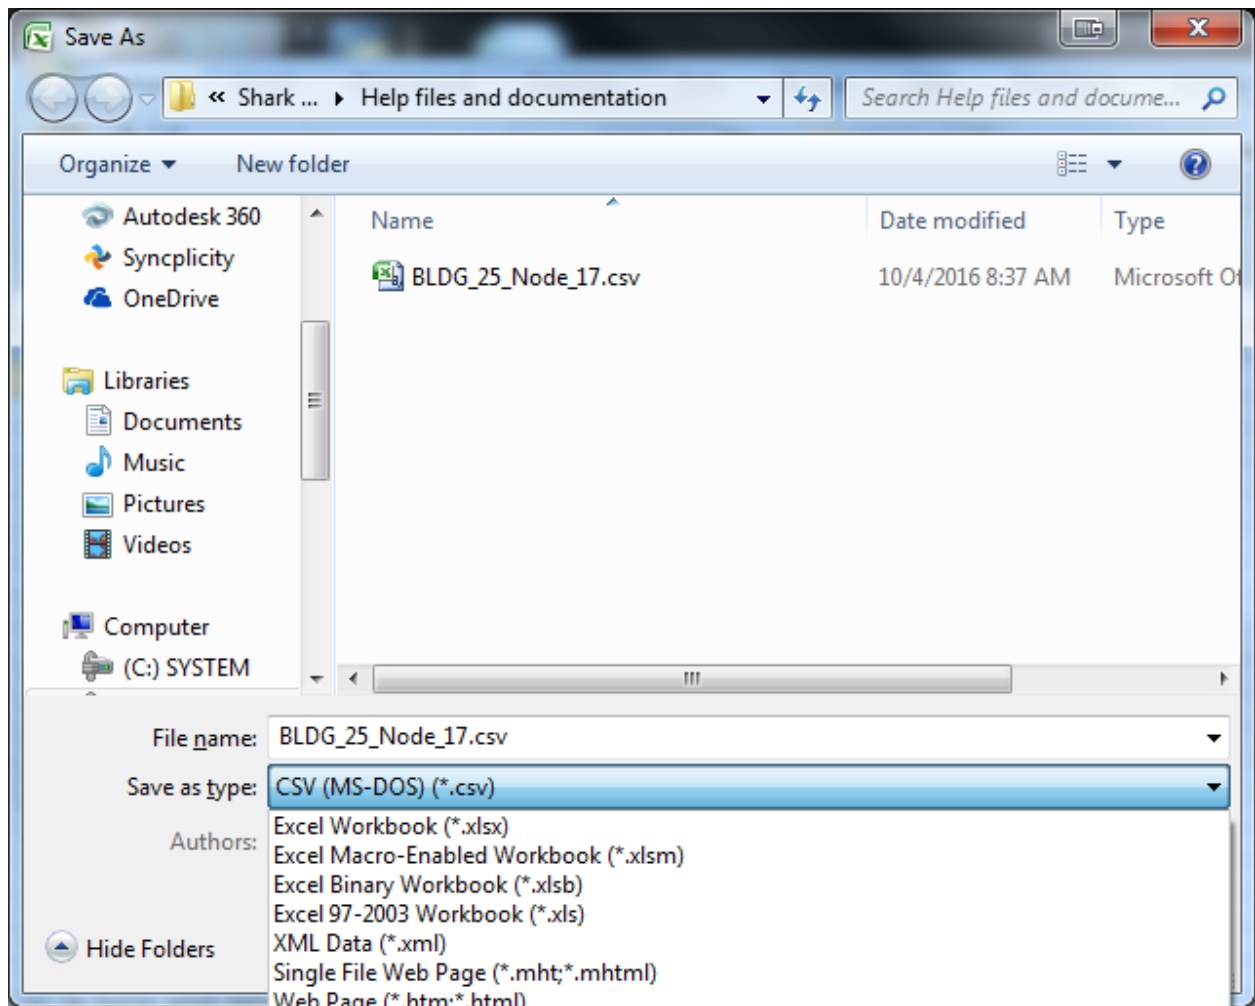 Save As
« Shark ... Help files and documentation
Search Help files and docume...
Organize
New folder
Autodesk 360
Syncplicity
OneDrive
Libraries
Documents
Music
Pictures
Videos
Computer
(C:) SYSTEM
Name Date modified Type
BLDG_25_Node_17.csv 10/4/2016 8:37 AM Microsoft Of
File name: BLDG_25_Node_17.csv
Save as type: CSV (MS-DOS) (*.csv)
Authors:
Excel Workbook (*.xlsx)
Excel Macro-Enabled Workbook (*.xlsm)
Excel Binary Workbook (*.xlsb)
Excel 97-2003 Workbook (*.xls)
XML Data (*.xml)
Single File Web Page (*.mht;*.mhtml)
Web Page (*.htm;*.html)
Hide Folders